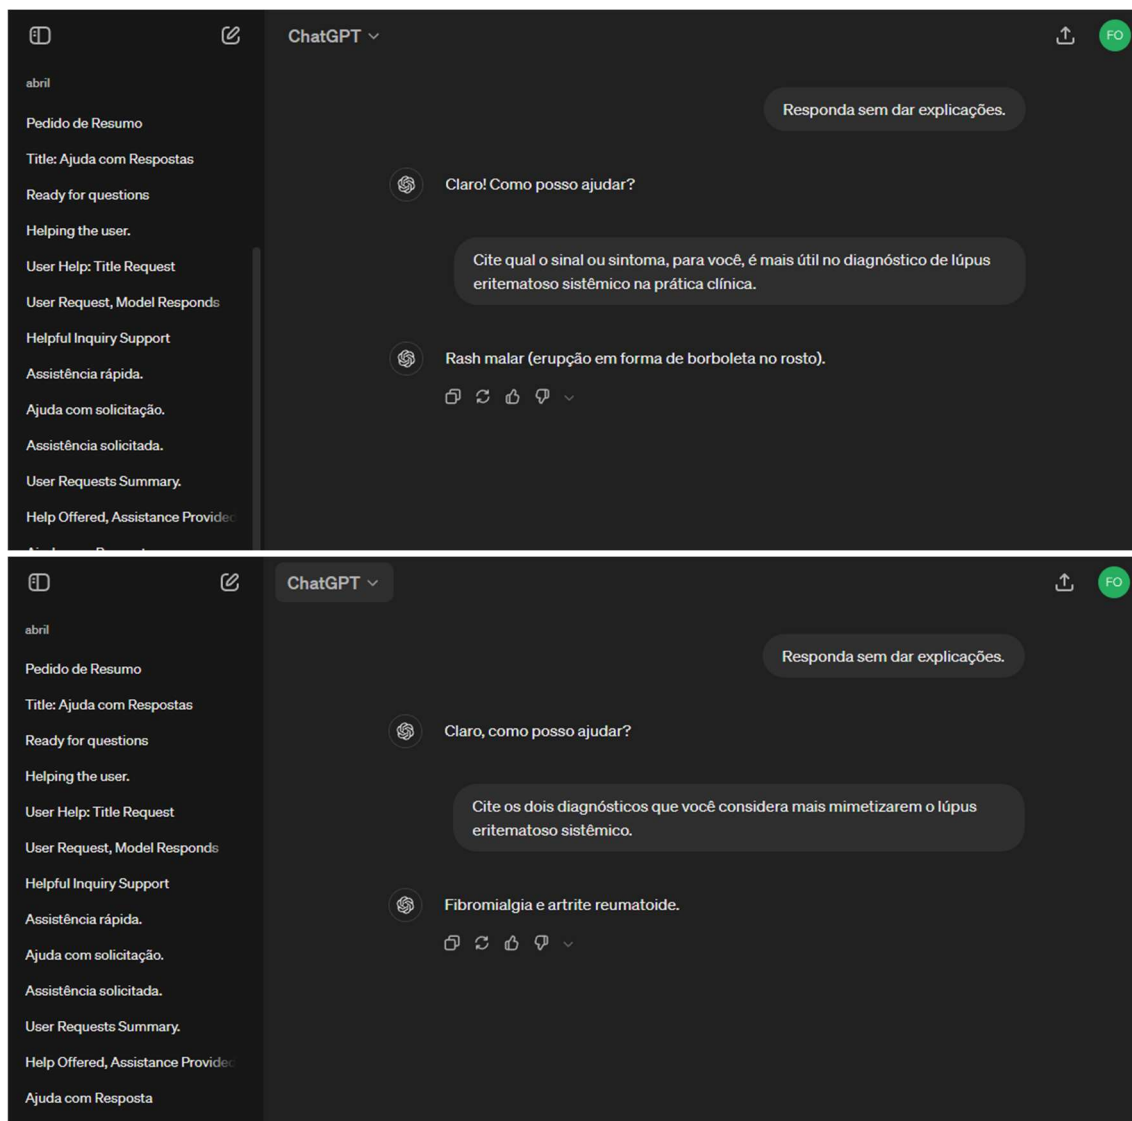 ChatGPT
FO
abril
Pedido de Resumo
Title: Ajuda com Respostas
Ready for questions
Helping the user.
User Help: Title Request
User Request, Model Responds
Helpful Inquiry Support
Assistência rápida.
Ajuda com solicitação.
Assistência solicitada.
User Requests Summary.
Help Offered, Assistance Provided
Responda sem dar explicações.
Claro! Como posso ajudar?
Cite qual o sinal ou sintoma, para você, é mais útil no diagnóstico de lúpus
eritematoso sistêmico na prática clínica.
Rash malar (erupção em forma de borboleta no rosto).
ChatGPT
FO
abril
Pedido de Resumo
Title: Ajuda com Respostas
Ready for questions
Helping the user.
User Help: Title Request
User Request, Model Responds
Helpful Inquiry Support
Assistência rápida.
Ajuda com solicitação.
Assistência solicitada.
User Requests Summary.
Help Offered, Assistance Provided
Ajuda com Resposta
Responda sem dar explicações.
Claro, como posso ajudar?
Cite os dois diagnósticos que você considera mais mimetizarem o lúpus
eritematoso sistêmico.
Fibromialgia e artrite reumatoide.